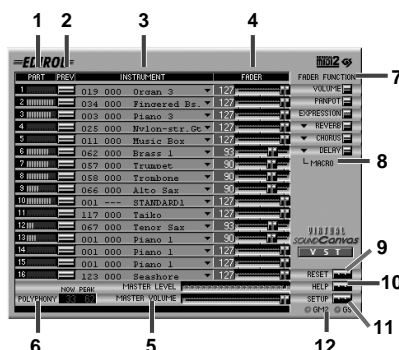 1 2 3 4
EDIROL
MIDI2 GS
PART PREV INSTRUMENT FADER FADER FUNCTION 7
1 019 000 Organ 3 127 VOLUME
2 034 000 Fingered Bs. 127 PANPOT
3 003 000 Piano 3 127 EXPRESSION
4 025 000 Nylon-str.Gt 127 REVERB
5 011 000 Music Box 127 CHORUS
6 062 000 Brass 1 93 DELAY
7 057 000 Trumpet 90 MACRO 8
8 058 000 Trombone 90
9 066 000 Alto Sax 90
10 001 --- STANDARD1 127
11 117 000 Taiko 127
12 067 000 Tenor Sax 93 VIRTUAL
13 001 000 Piano 1 90 SOUND Canvas
14 001 000 Piano 1 127 VST
15 001 000 Piano 1 127 9
16 123 000 Seashore 127 RESET
NOW PEAK MASTER LEVEL HELP 10
POLYPHONY 33 62 MASTER VOLUME SETUP
GM2 GS 11
6 5 12